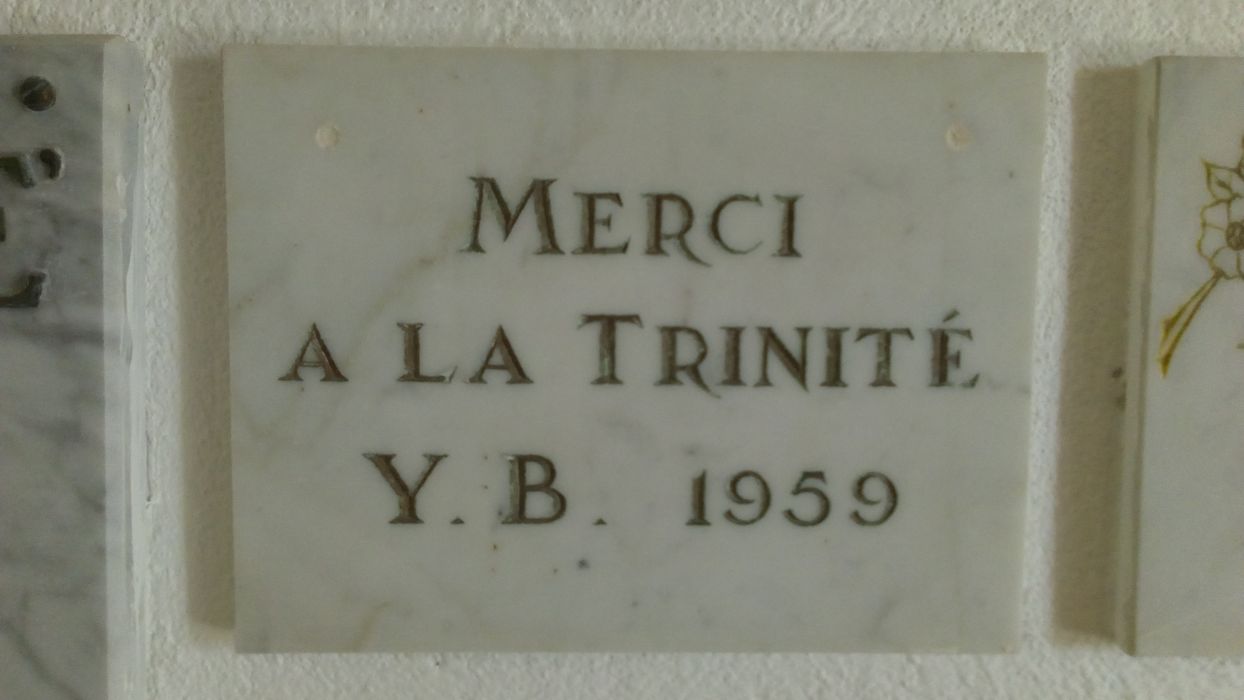 MERCI
A LA TRINITÉ
Y. B. 1959